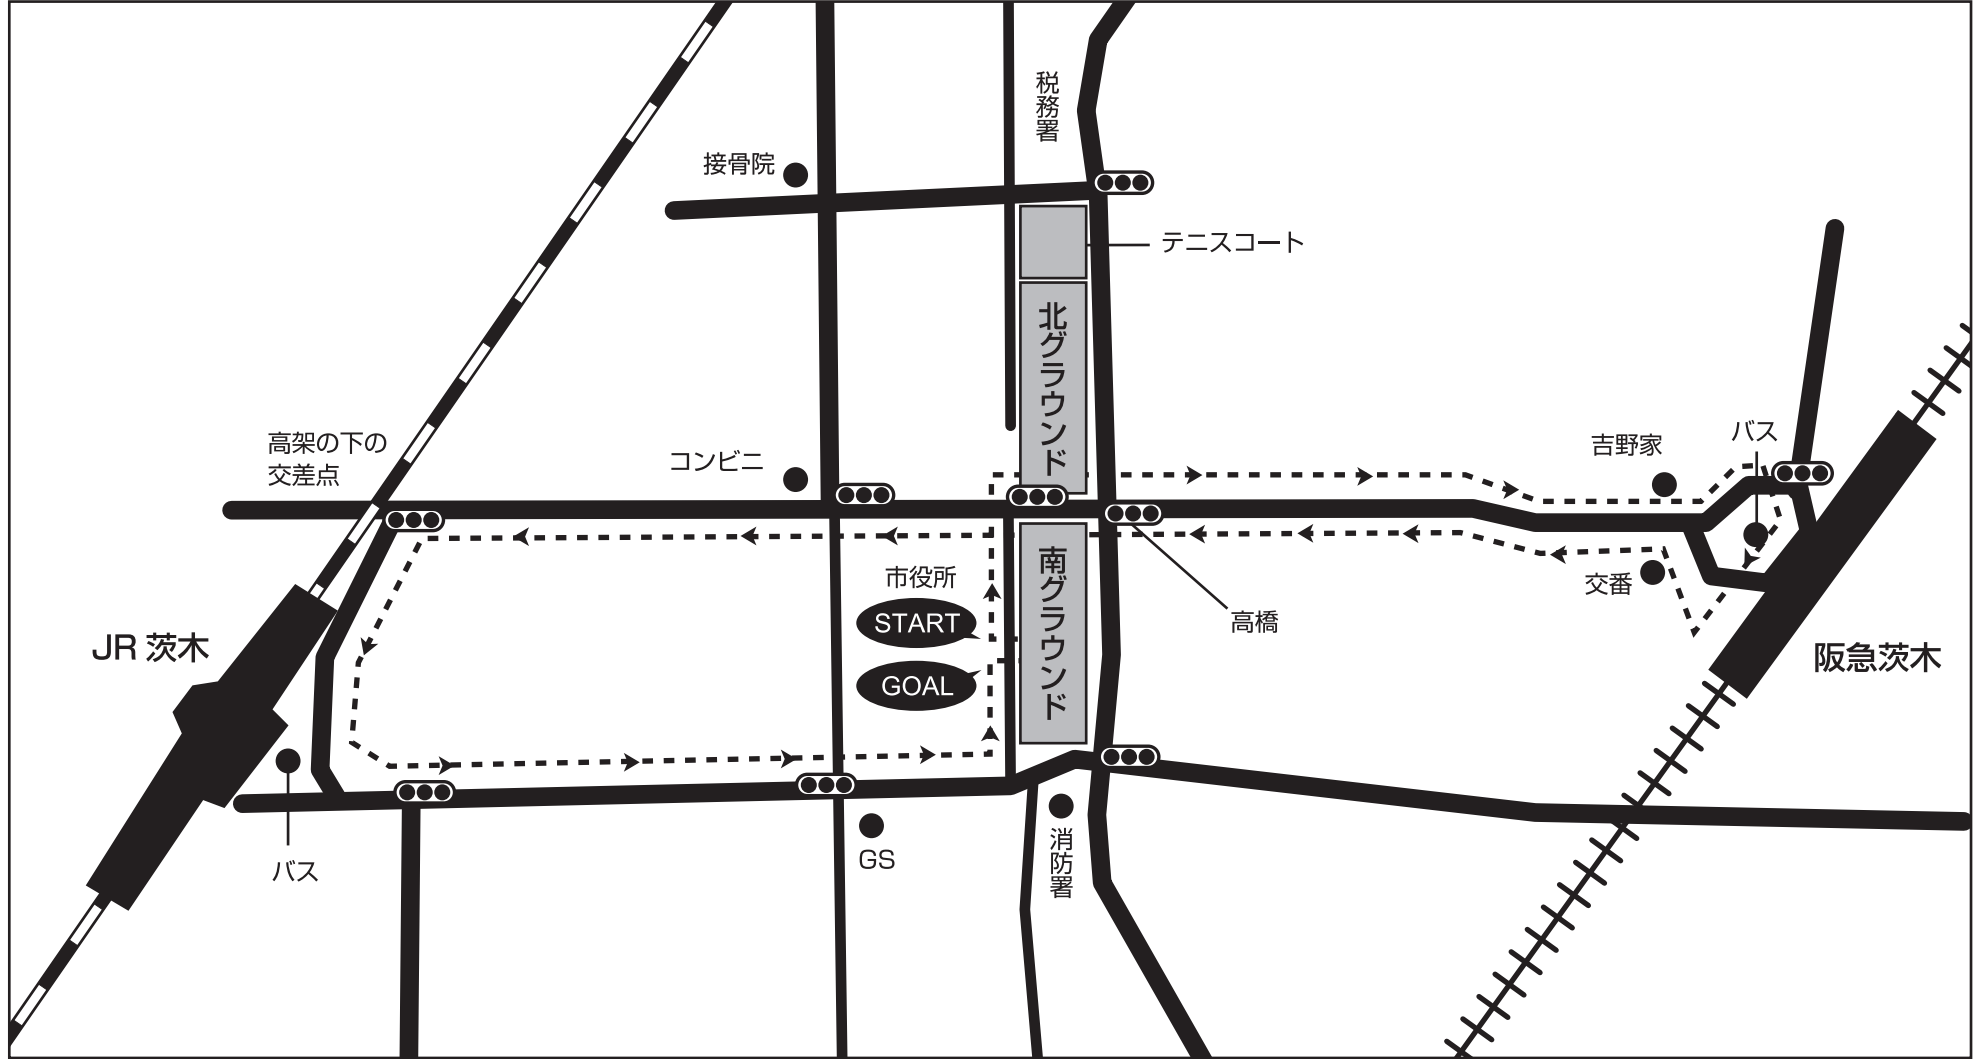 税務署
接骨院
テニスコート
北グラウンド
高架の下の
交差点
コンビニ
吉野家
バス
市役所
START
GOAL
南グラウンド
高橋
交番
JR 茨木
阪急茨木
バス
GS
消防署